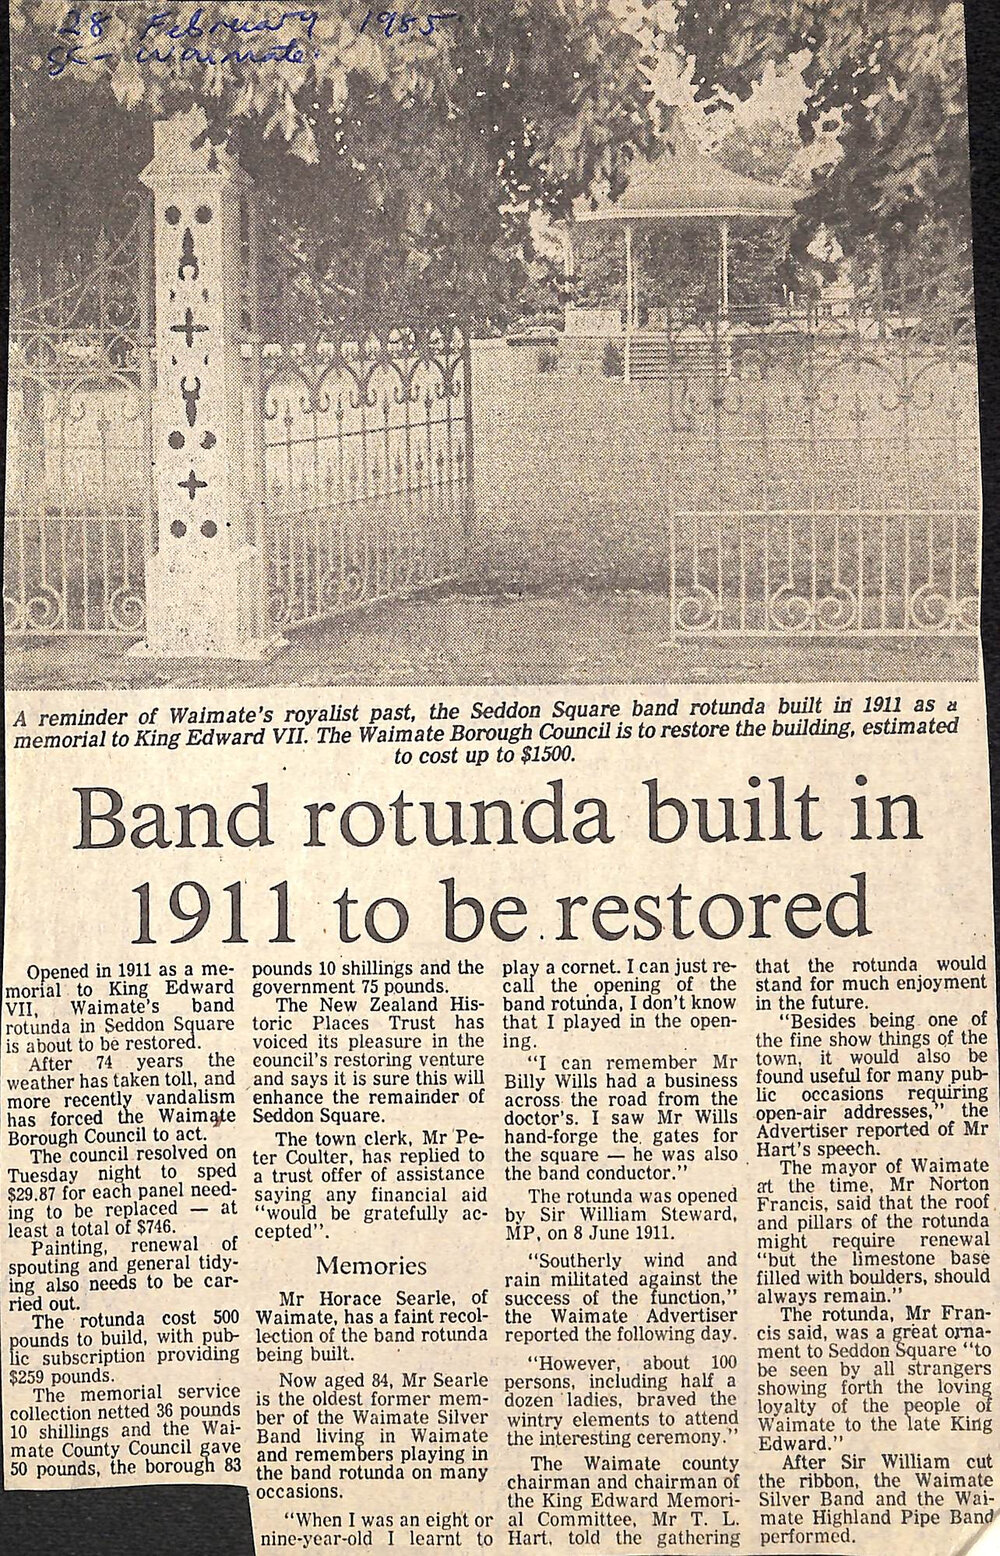 28 February 1985
SC - Waimate.
A reminder of Waimate's royalist past, the Seddon Square band rotunda built in 1911 as a
memorial to King Edward VII. The Waimate Borough Council is to restore the building, estimated
to cost up to $1500.
Band rotunda built in
1911 to be restored
Opened in 1911 as a me-
morial to King Edward
VII, Waimate's band
rotunda in Seddon Square
is about to be restored.
After 74 years the
weather has taken toll, and
more recently vandalism
has forced the Waimate
Borough Council to act.
The council resolved on
Tuesday night to sped
$29.87 for each panel need-
ing to be replaced — at
least a total of $746.
Painting, renewal of
spouting and general tidy-
ing also needs to be car-
ried out.
The rotunda cost 500
pounds to build, with pub-
lic subscription providing
$259 pounds.
The memorial service
collection netted 36 pounds
10 shillings and the Wai-
mate County Council gave
50 pounds, the borough 83
pounds 10 shillings and the
government 75 pounds.
The New Zealand His-
toric Places Trust has
voiced its pleasure in the
council's restoring venture
and says it is sure this will
enhance the remainder of
Seddon Square.
The town clerk, Mr Pe-
ter Coulter, has replied to
a trust offer of assistance
saying any financial aid
"would be gratefully ac-
cepted".
Memories
Mr Horace Searle, of
Waimate, has a faint recol-
lection of the band rotunda
being built.
Now aged 84, Mr Searle
is the oldest former mem-
ber of the Waimate Silver
Band living in Waimate
and remembers playing in
the band rotunda on many
occasions.
"When I was an eight or
nine-year-old I learnt to
play a cornet. I can just re-
call the opening of the
band rotunda, I don't know
that I played in the open-
ing.
"I can remember Mr
Billy Wills had a business
across the road from the
doctor's. I saw Mr Wills
hand-forge the gates for
the square — he was also
the band conductor."
The rotunda was opened
by Sir William Steward,
MP, on 8 June 1911.
"Southerly wind and
rain militated against the
success of the function,"
the Waimate Advertiser
reported the following day.
"However, about 100
persons, including half a
dozen ladies, braved the
wintry elements to attend
the interesting ceremony."
The Waimate county
chairman and chairman of
the King Edward Memori-
al Committee, Mr T. L.
Hart, told the gathering
that the rotunda would
stand for much enjoyment
in the future.
"Besides being one of
the fine show things of the
town, it would also be
found useful for many pub-
lic occasions requiring
open-air addresses," the
Advertiser reported of Mr
Hart's speech.
The mayor of Waimate
at the time, Mr Norton
Francis, said that the roof
and pillars of the rotunda
might require renewal
"but the limestone base
filled with boulders, should
always remain."
The rotunda, Mr Fran-
cis said, was a great orna-
ment to Seddon Square "to
be seen by all strangers
showing forth the loving
loyalty of the people of
Waimate to the late King
Edward."
After Sir William cut
the ribbon, the Waimate
Silver Band and the Wai-
mate Highland Pipe Band
performed.